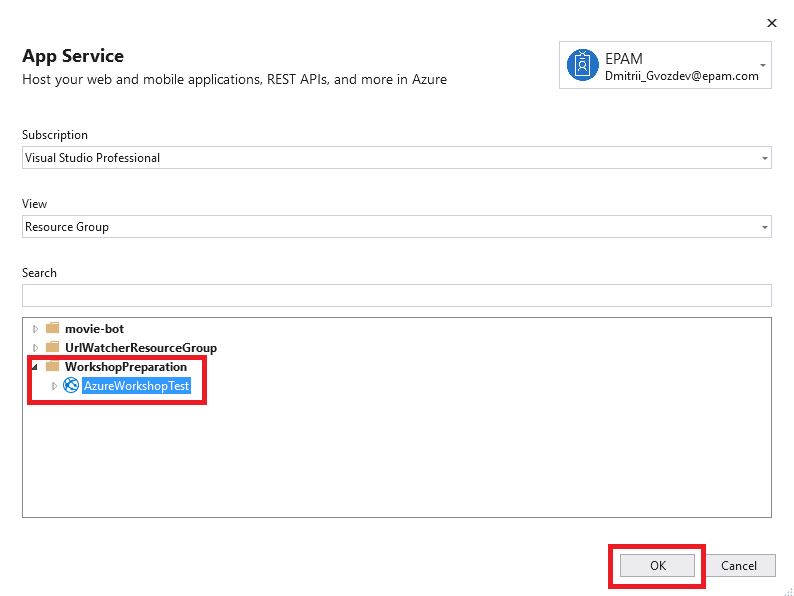 App Service
Host your web and mobile applications, REST APIs, and more in Azure
EPAM
Dmitrii_Gvozdev@epam.com
Subscription
Visual Studio Professional
View
Resource Group
Search
movie-bot
UrlWatcherResourceGroup
WorkshopPreparation
AzureWorkshopTest
OK
Cancel